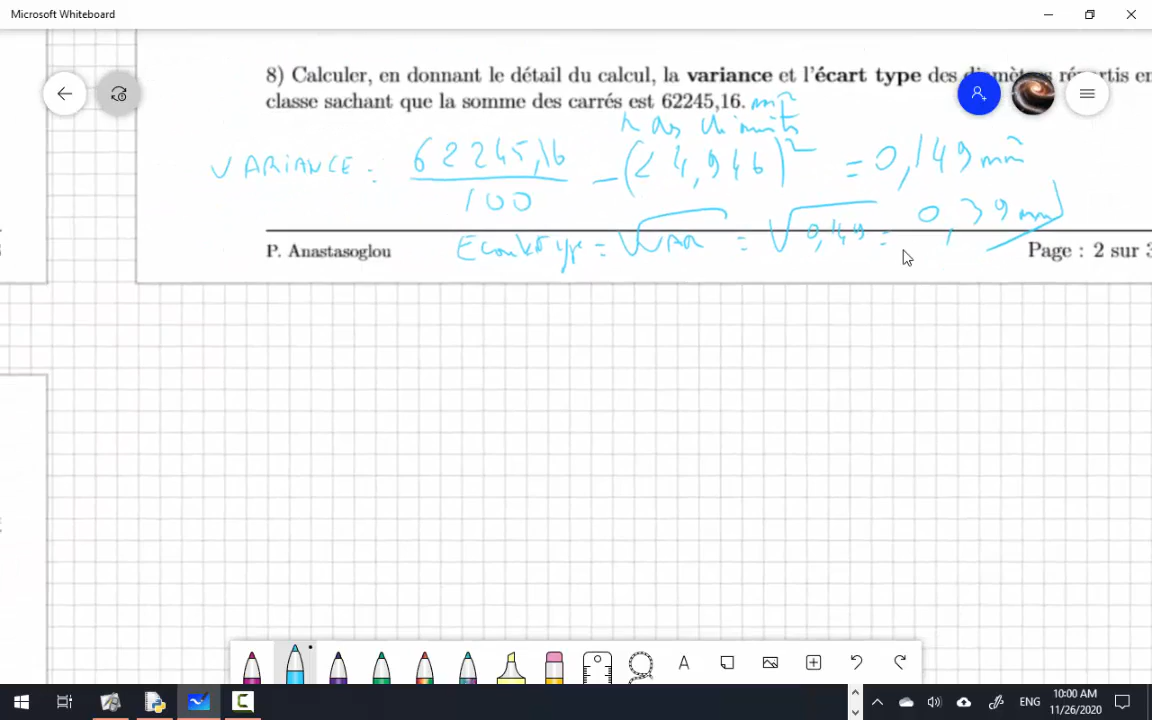 Microsoft Whiteboard
8) Calculer, en donnant le détail du calcul, la variance et l'écart type des diamètres répartis en
classe sachant que la somme des carrés est 62245,16. mm²
VARIANCE : 62245,16 / 100 - (24,946)² = 0,149 mm²
Ecart type = √VAR = √0,149 = 0,39 mm
P. Anastasoglou
Page : 2 sur 3
ENG
10:00 AM
11/26/2020